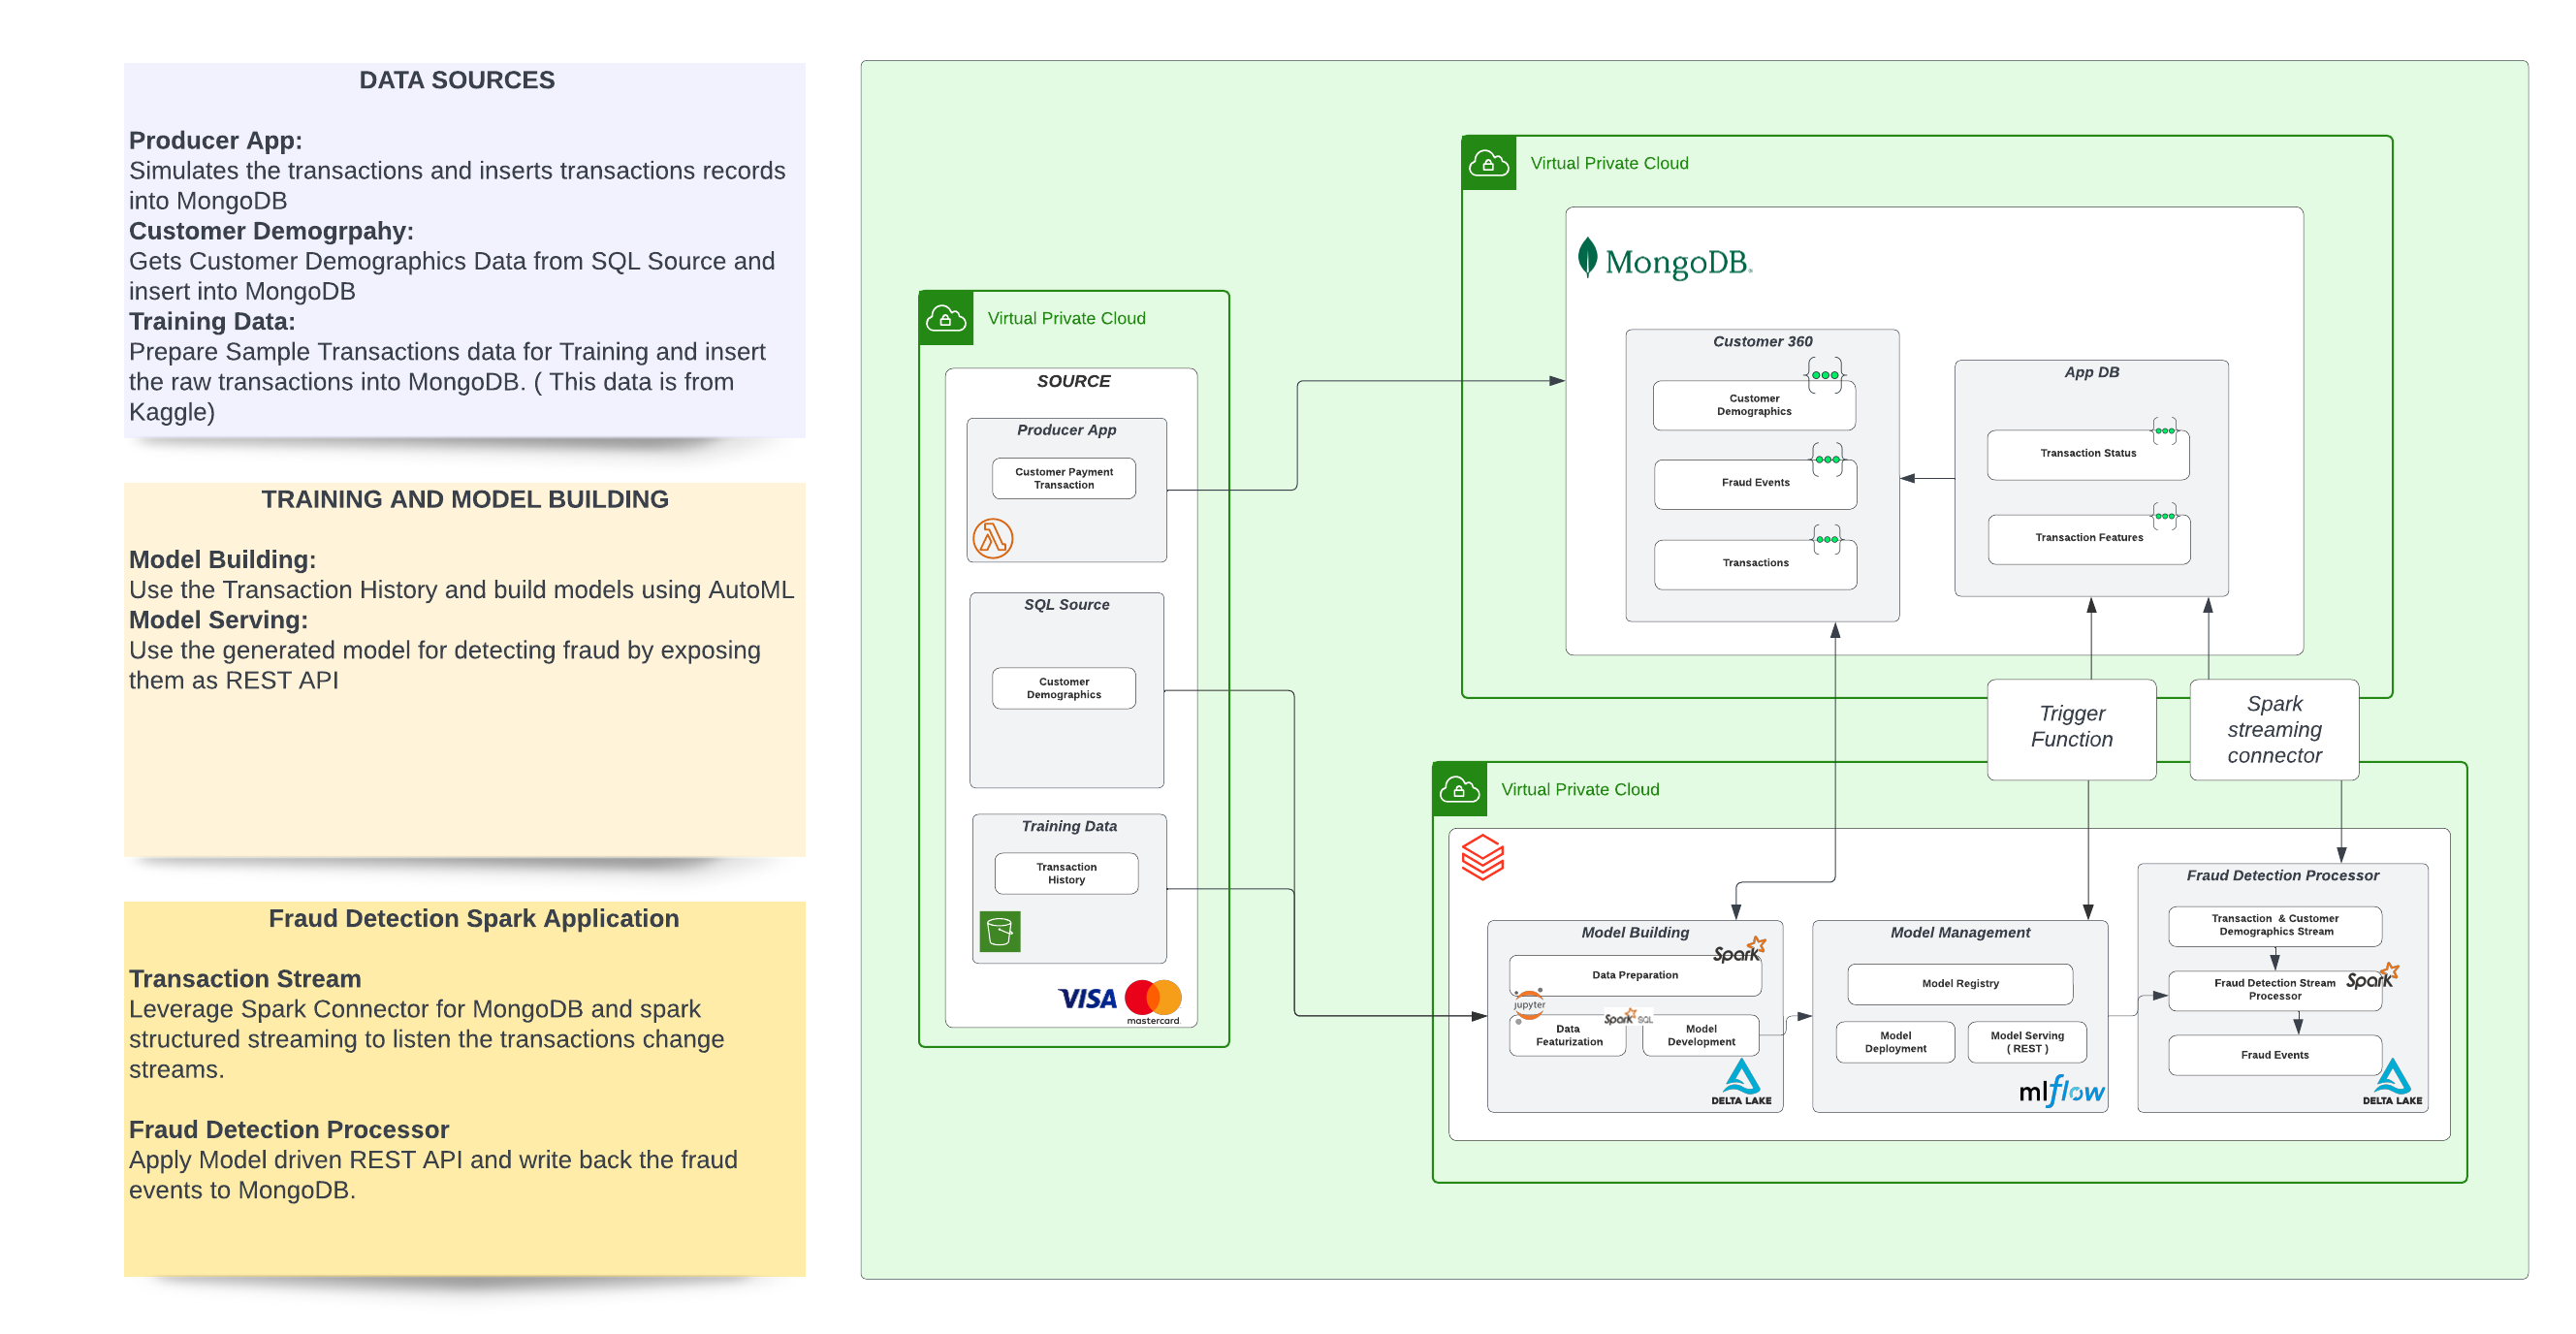 DATA SOURCES
Producer App:
Simulates the transactions and inserts transactions records
into MongoDB
Customer Demogrpahy:
Gets Customer Demographics Data from SQL Source and
insert into MongoDB
Training Data:
Prepare Sample Transactions data for Training and insert
the raw transactions into MongoDB. ( This data is from
Kaggle)
TRAINING AND MODEL BUILDING
Model Building:
Use the Transaction History and build models using AutoML
Model Serving:
Use the generated model for detecting fraud by exposing
them as REST API
Fraud Detection Spark Application
Transaction Stream
Leverage Spark Connector for MongoDB and spark
structured streaming to listen the transactions change
streams.
Fraud Detection Processor
Apply Model driven REST API and write back the fraud
events to MongoDB.
Virtual Private Cloud
SOURCE
Producer App
Customer Payment
Transaction
SQL Source
Customer
Demographics
Training Data
Transaction
History
VISA
mastercard
Virtual Private Cloud
MongoDB®
Customer 360
Customer
Demographics
Fraud Events
Transactions
App DB
Transaction Status
Transaction Features
Trigger
Function
Spark
streaming
connector
Virtual Private Cloud
Model Building
Spark
Data Preparation
jupyter
Spark SQL
Data
Featurization
Model
Development
DELTA LAKE
Model Management
Model Registry
Model
Deployment
Model Serving
( REST )
mlflow
Fraud Detection Processor
Transaction & Customer
Demographics Stream
Fraud Detection Stream
Processor
Spark
Fraud Events
DELTA LAKE